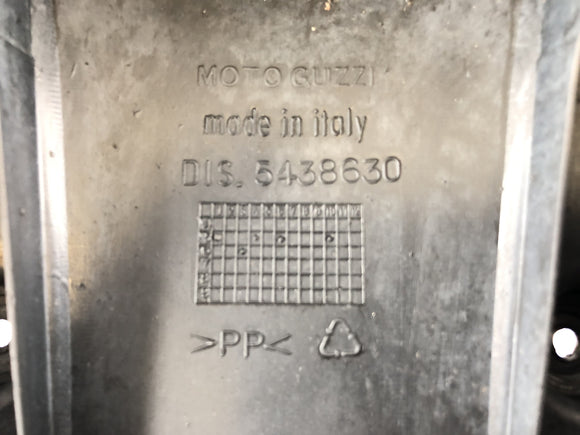 MOTO GUZZI
made in italy
DIS. 5438630
>PP<